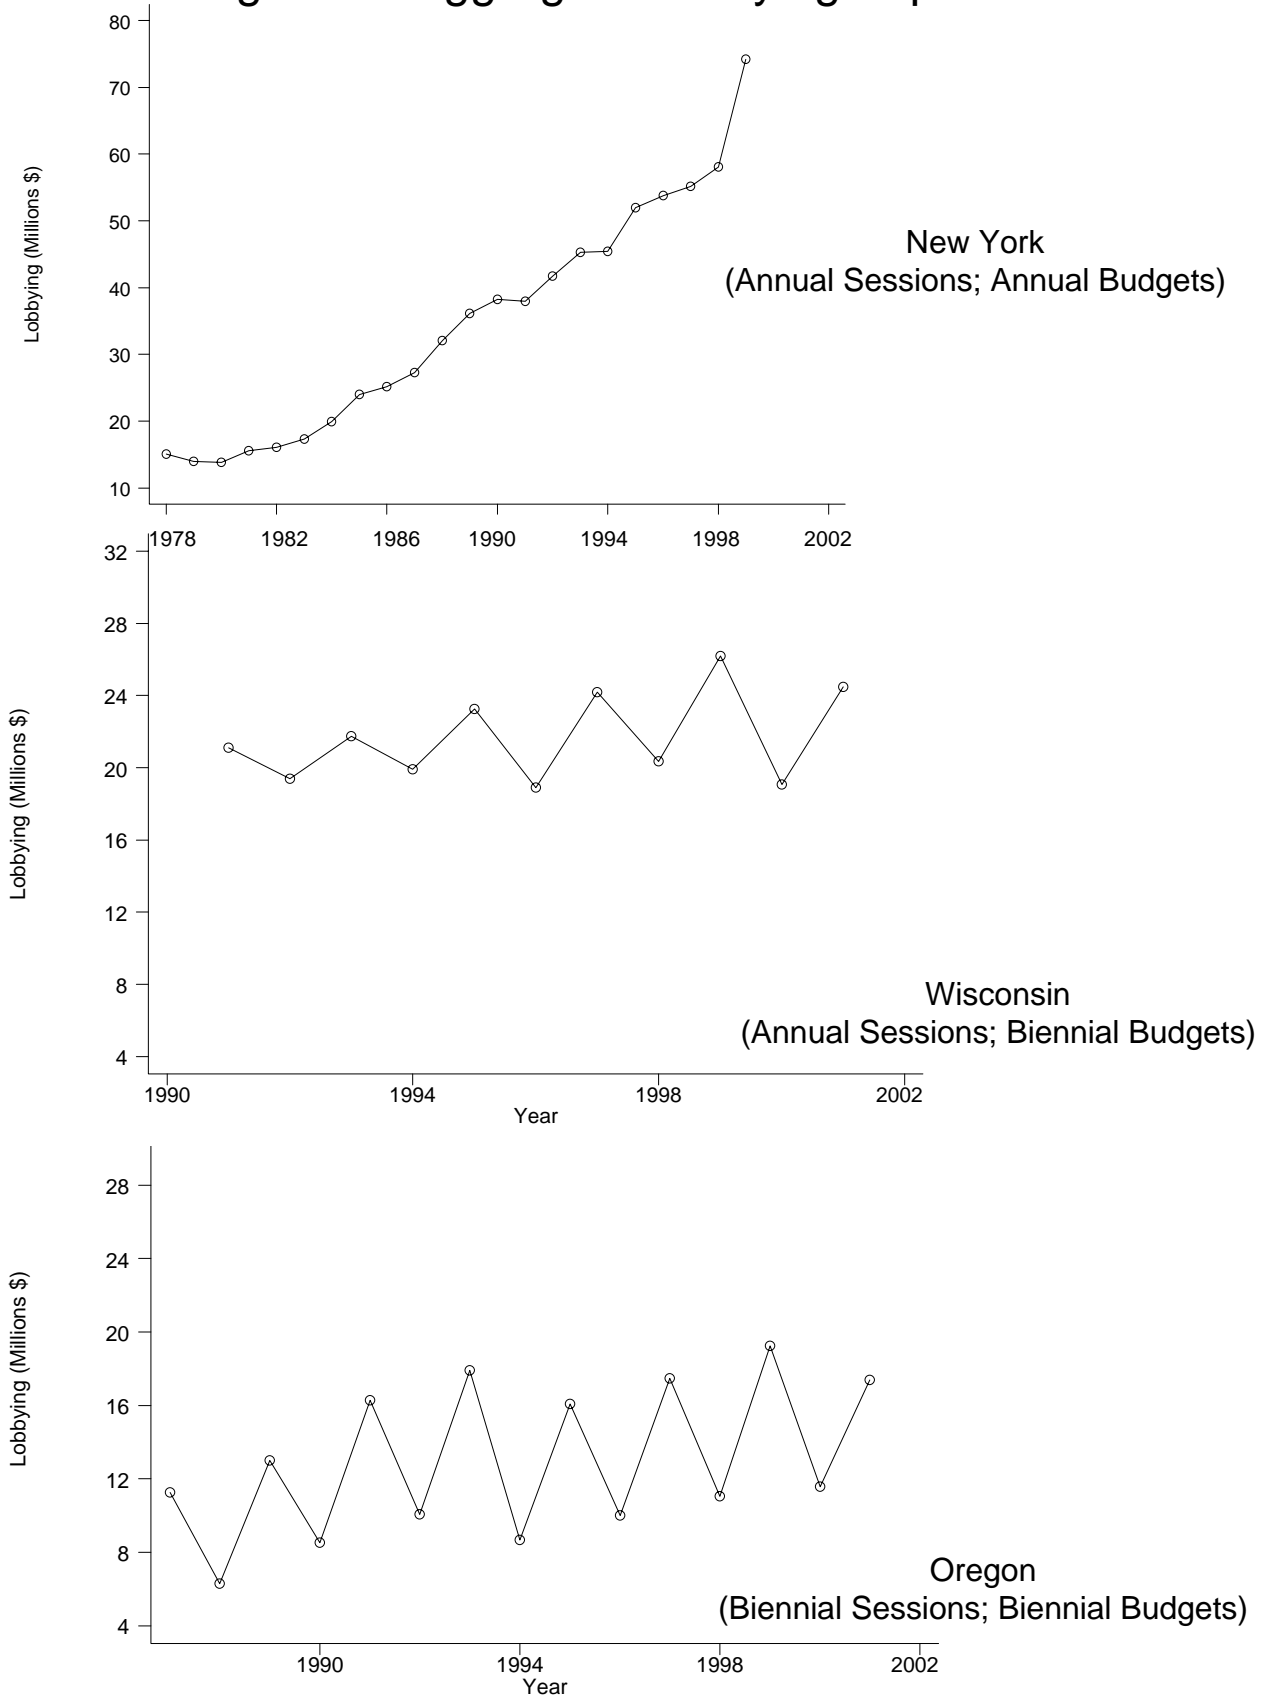 80
70
60
50
40
30
20
10
Lobbying (Millions $)
New York
(Annual Sessions; Annual Budgets)
1978 1982 1986 1990 1994 1998 2002
32
28
24
20
16
12
8
4
Lobbying (Millions $)
Wisconsin
(Annual Sessions; Biennial Budgets)
1990 1994 1998 2002
Year
28
24
20
16
12
8
4
Lobbying (Millions $)
Oregon
(Biennial Sessions; Biennial Budgets)
1990 1994 1998 2002
Year